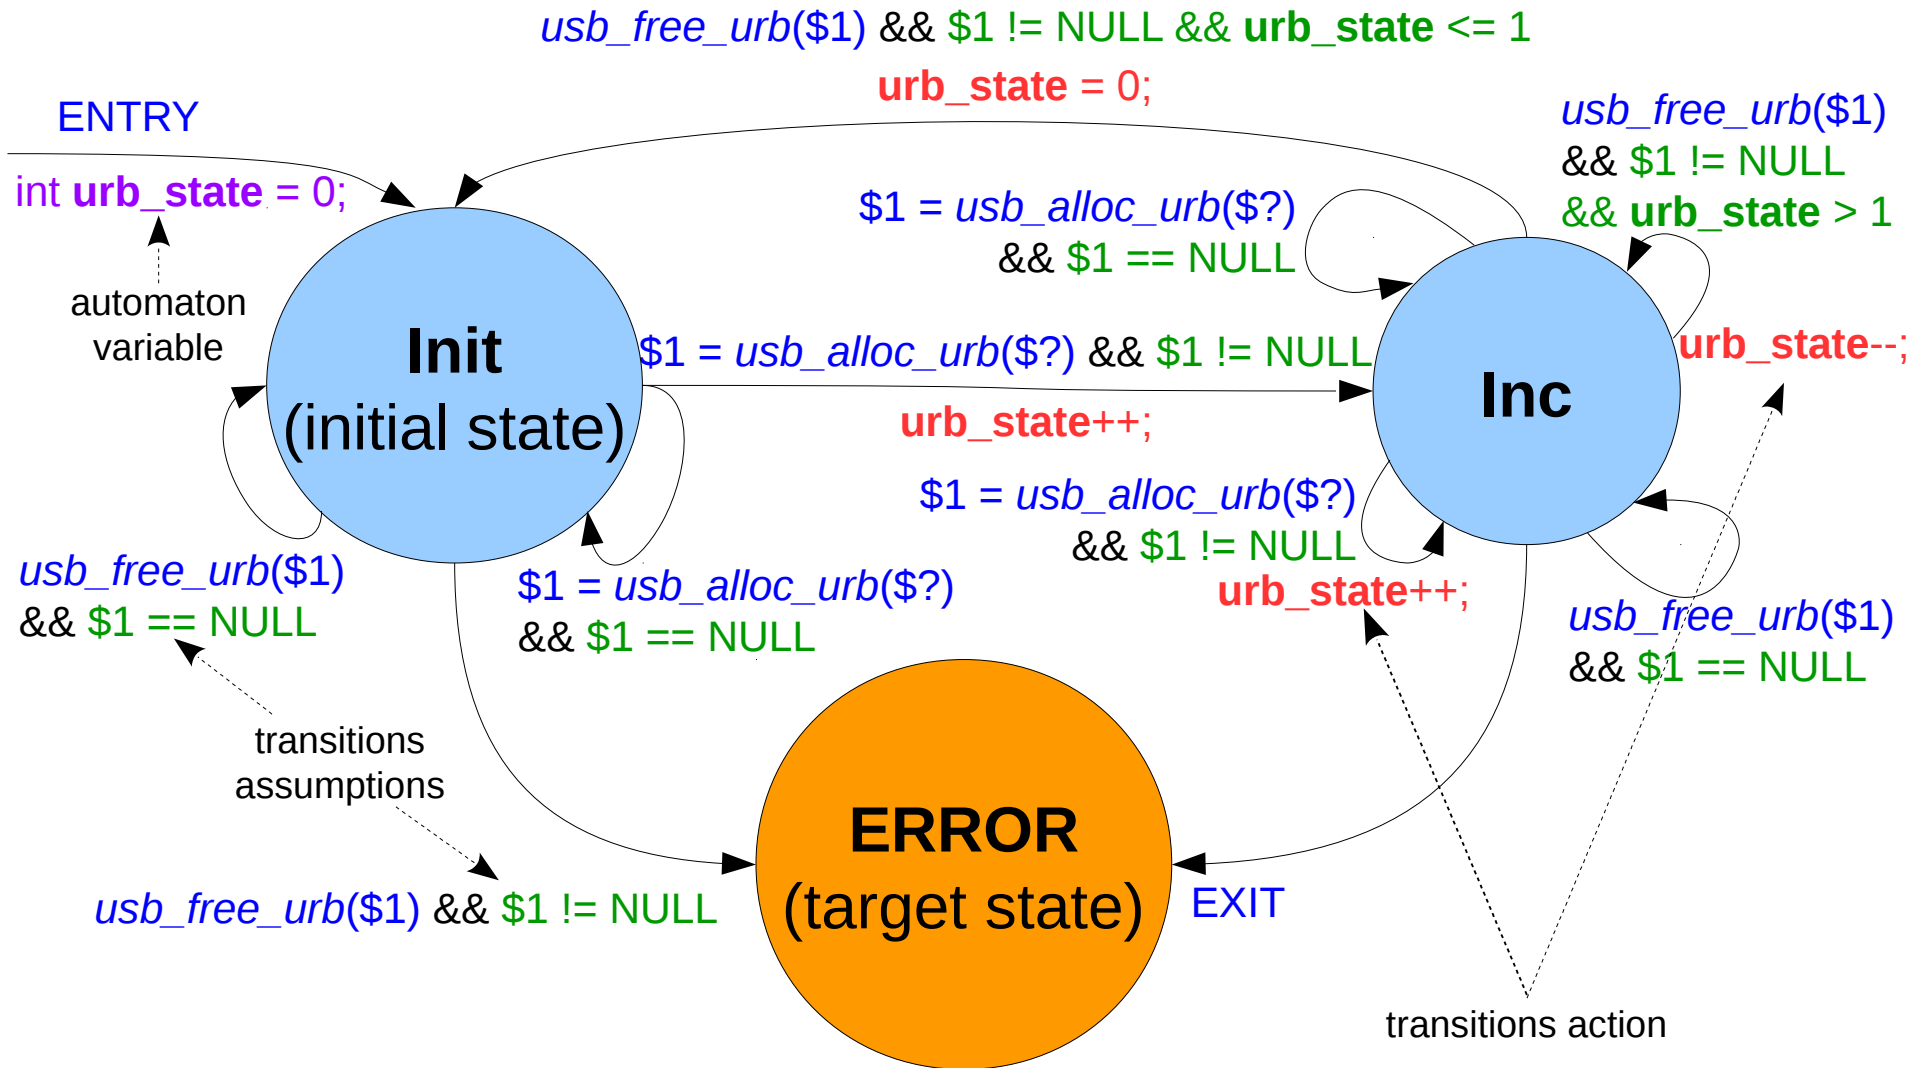 usb_free_urb($1) && $1 != NULL && urb_state <= 1
urb_state = 0;
ENTRY
int urb_state = 0;
automaton
variable
usb_free_urb($1)
&& $1 != NULL
&& urb_state > 1
$1 = usb_alloc_urb($?)
&& $1 == NULL
Init
(initial state)
$1 = usb_alloc_urb($?) && $1 != NULL
urb_state++;
Inc
urb_state--;
$1 = usb_alloc_urb($?)
&& $1 != NULL
urb_state++;
usb_free_urb($1)
&& $1 == NULL
$1 = usb_alloc_urb($?)
&& $1 == NULL
usb_free_urb($1)
&& $1 == NULL
transitions
assumptions
usb_free_urb($1) && $1 != NULL
ERROR
(target state)
EXIT
transitions action